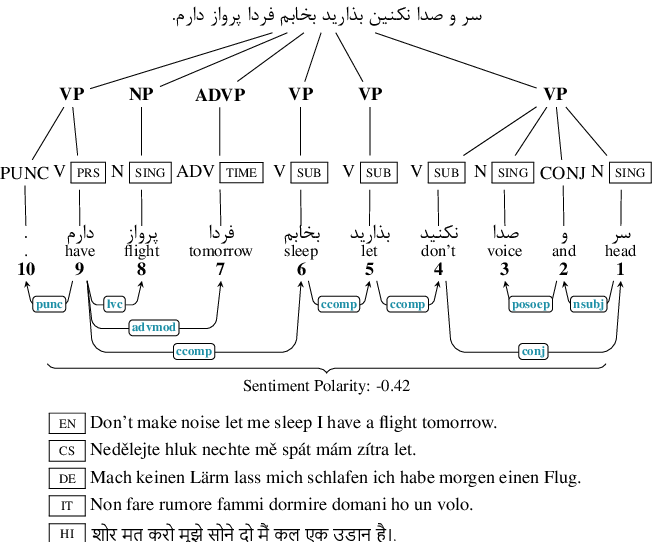 سر و صدا نکنین بذارید بخابم فردا پرواز دارم.
VP NP ADVP VP VP VP
PUNC V PRS N SING ADV TIME V SUB V SUB V SUB N SING CONJ N SING
. دارم پرواز فردا بخابم بذارید نکنید صدا و سر
. have flight tomorrow sleep let don't voice and head
10 9 8 7 6 5 4 3 2 1
punc lvc ccomp ccomp posoep nsubj
advmod
ccomp conj
Sentiment Polarity: -0.42
EN Don't make noise let me sleep I have a flight tomorrow.
CS Nedělejte hluk nechte mě spát mám zítra let.
DE Mach keinen Lärm lass mich schlafen ich habe morgen einen Flug.
IT Non fare rumore fammi dormire domani ho un volo.
HI शोर मत करो मुझे सोने दो मैं कल एक उड़ान है।.